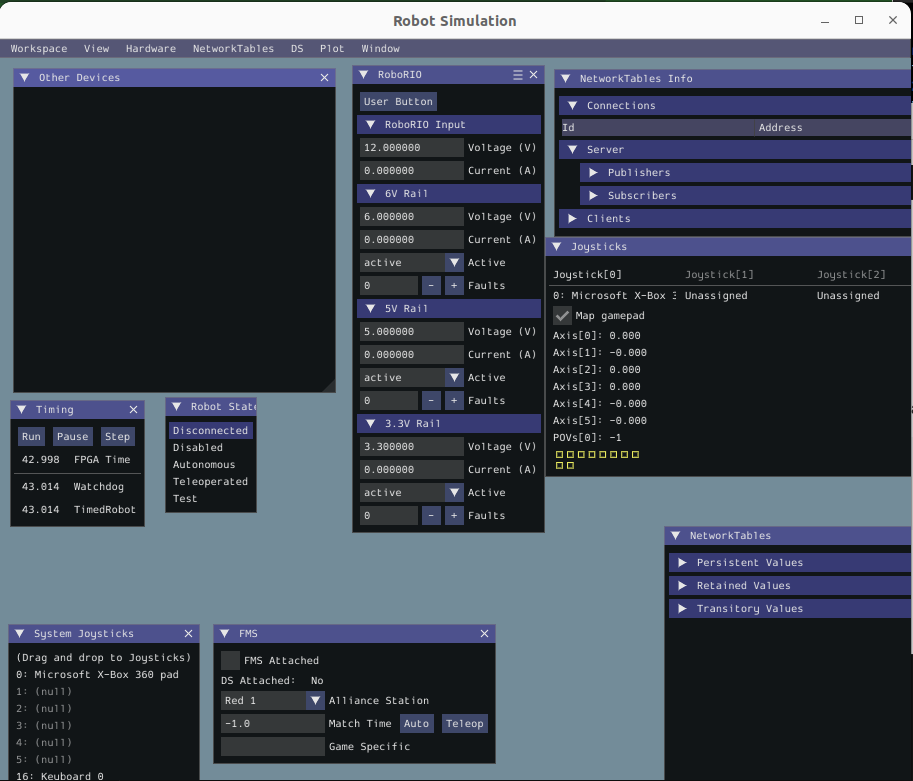 Robot Simulation
Workspace View Hardware NetworkTables DS Plot Window
Other Devices
RoboRIO
User Button
RoboRIO Input
12.000000 Voltage (V)
0.000000 Current (A)
6V Rail
6.000000 Voltage (V)
0.000000 Current (A)
active Active
0 - + Faults
5V Rail
5.000000 Voltage (V)
0.000000 Current (A)
active Active
0 - + Faults
3.3V Rail
3.300000 Voltage (V)
0.000000 Current (A)
active Active
0 - + Faults
NetworkTables Info
Connections
Id Address
Server
Publishers
Subscribers
Clients
Joysticks
Joystick[0] Joystick[1] Joystick[2]
0: Microsoft X-Box 3 Unassigned Unassigned
Map gamepad
Axis[0]: 0.000
Axis[1]: -0.000
Axis[2]: 0.000
Axis[3]: 0.000
Axis[4]: -0.000
Axis[5]: -0.000
POVs[0]: -1
Timing
Run Pause Step
42.998 FPGA Time
43.014 Watchdog
43.014 TimedRobot
Robot State
Disconnected
Disabled
Autonomous
Teleoperated
Test
NetworkTables
Persistent Values
Retained Values
Transitory Values
System Joysticks
(Drag and drop to Joysticks)
0: Microsoft X-Box 360 pad
1: (null)
2: (null)
3: (null)
4: (null)
5: (null)
16: Keyboard 0
FMS
FMS Attached
DS Attached: No
Red 1 Alliance Station
-1.0 Match Time Auto Teleop
Game Specific